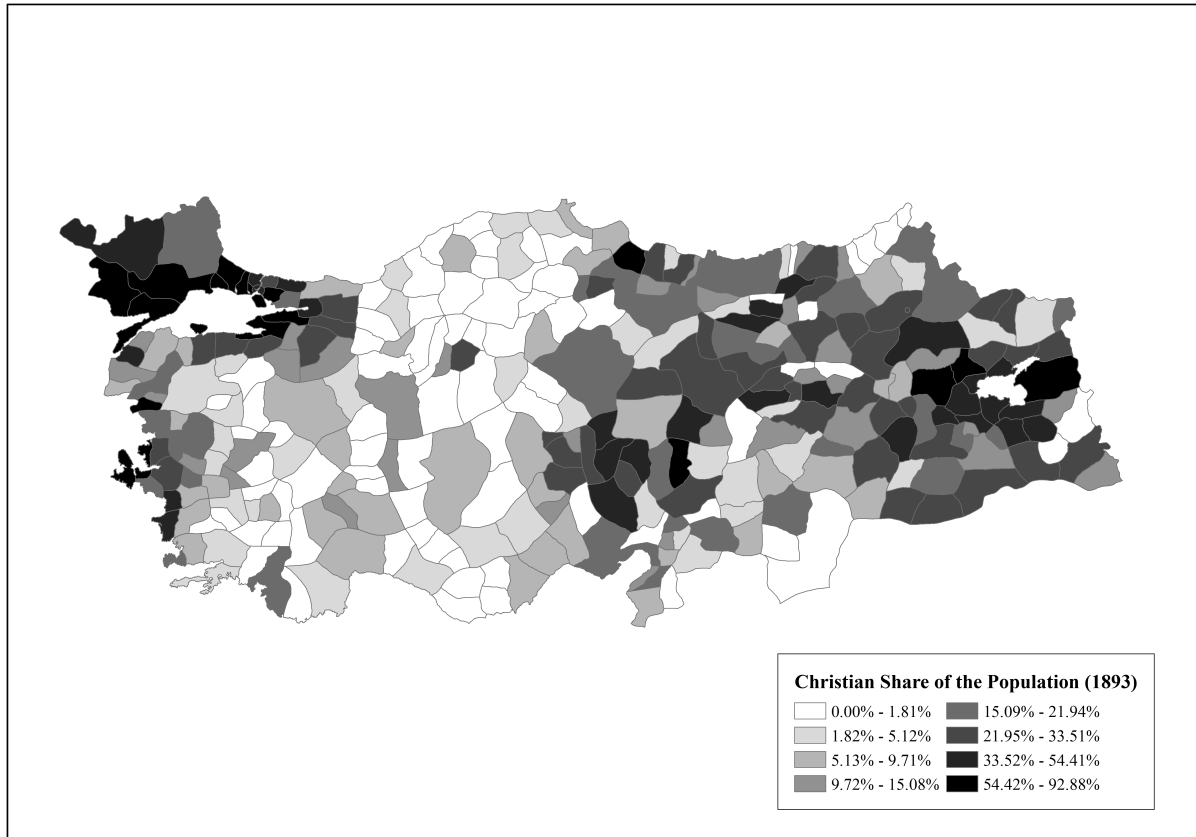 Christian Share of the Population (1893)
0.00% - 1.81%
1.82% - 5.12%
5.13% - 9.71%
9.72% - 15.08%
15.09% - 21.94%
21.95% - 33.51%
33.52% - 54.41%
54.42% - 92.88%